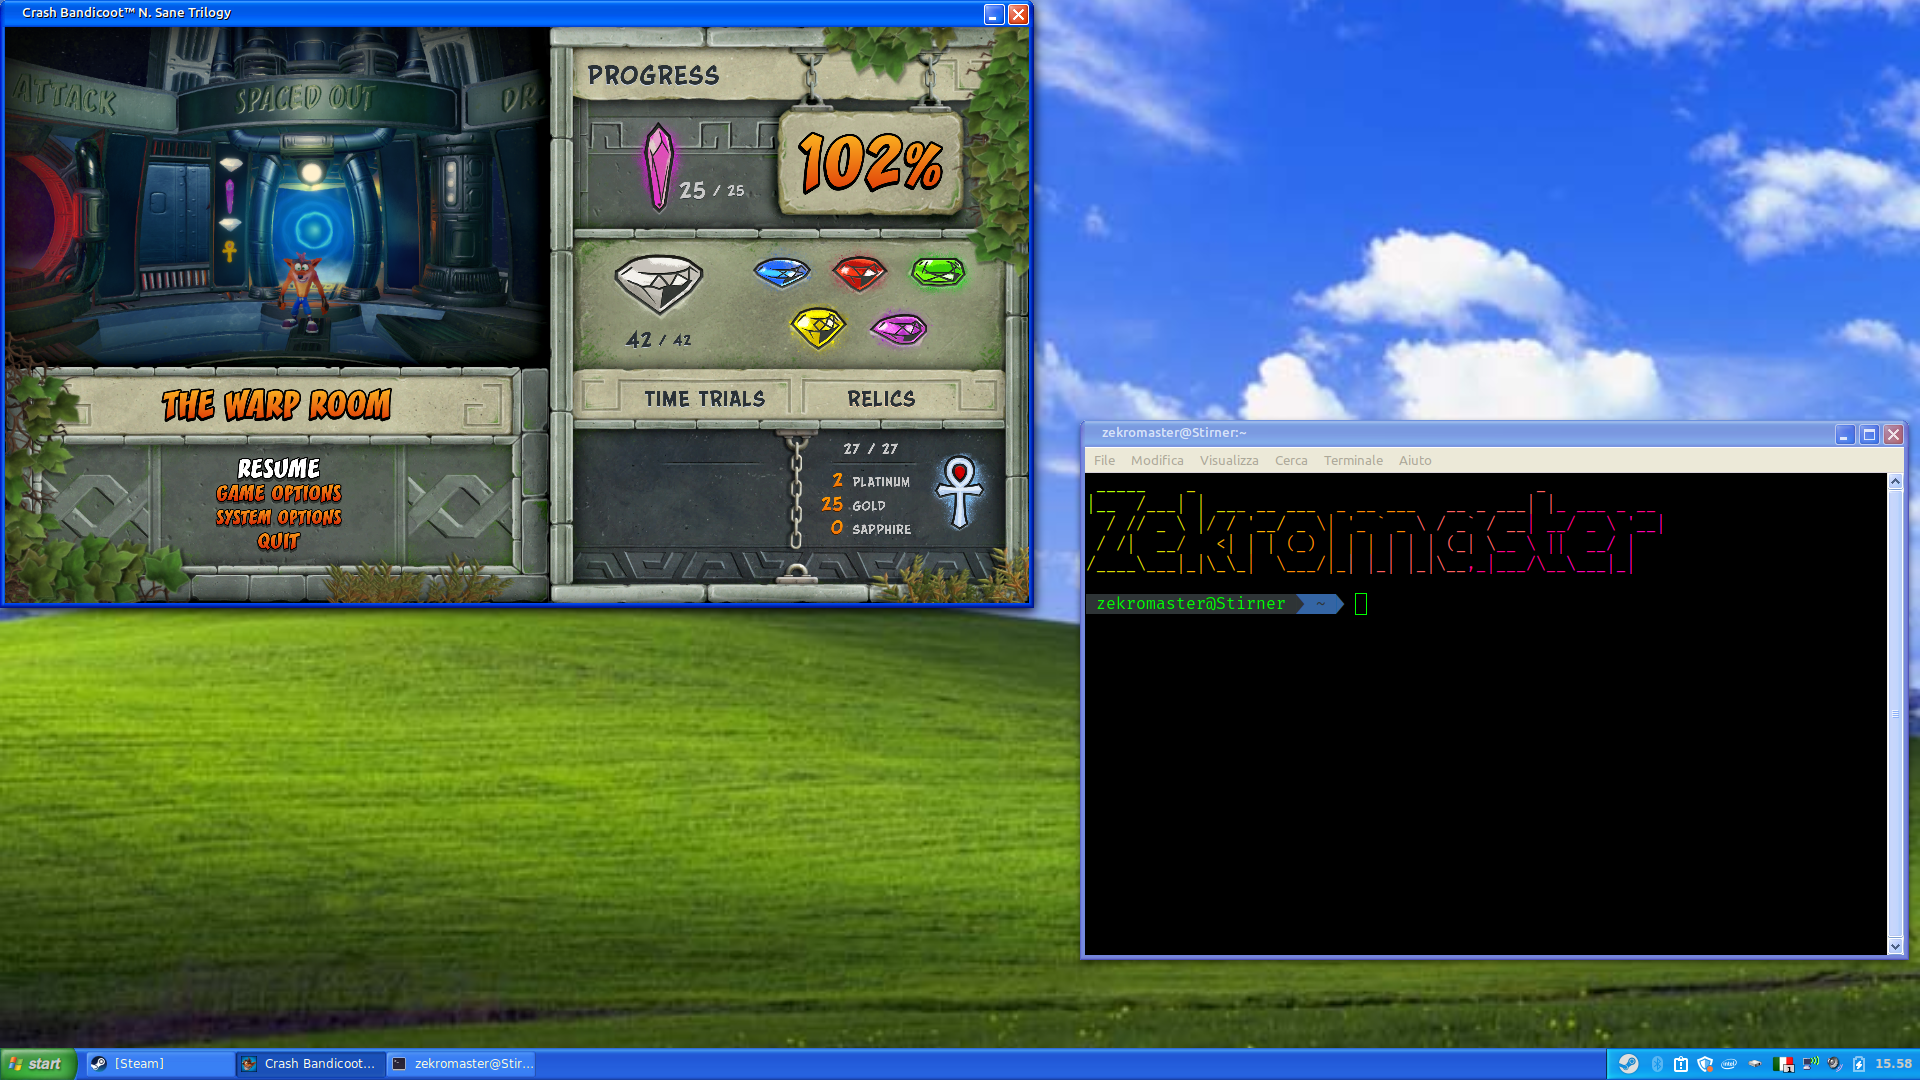 Crash Bandicoot™ N. Sane Trilogy
ATTACK
SPACED OUT
DR.
PROGRESS
25 / 25
102%
42 / 42
THE WARP ROOM
RESUME
GAME OPTIONS
SYSTEM OPTIONS
QUIT
TIME TRIALS
RELICS
27 / 27
2 PLATINUM
25 GOLD
0 SAPPHIRE
zekromaster@Stirner:~
File Modifica Visualizza Cerca Terminale Aiuto
Zekromaster
zekromaster@Stirner ~
start
[Steam]
Crash Bandicoot...
zekromaster@Stir...
intel
1
15.58